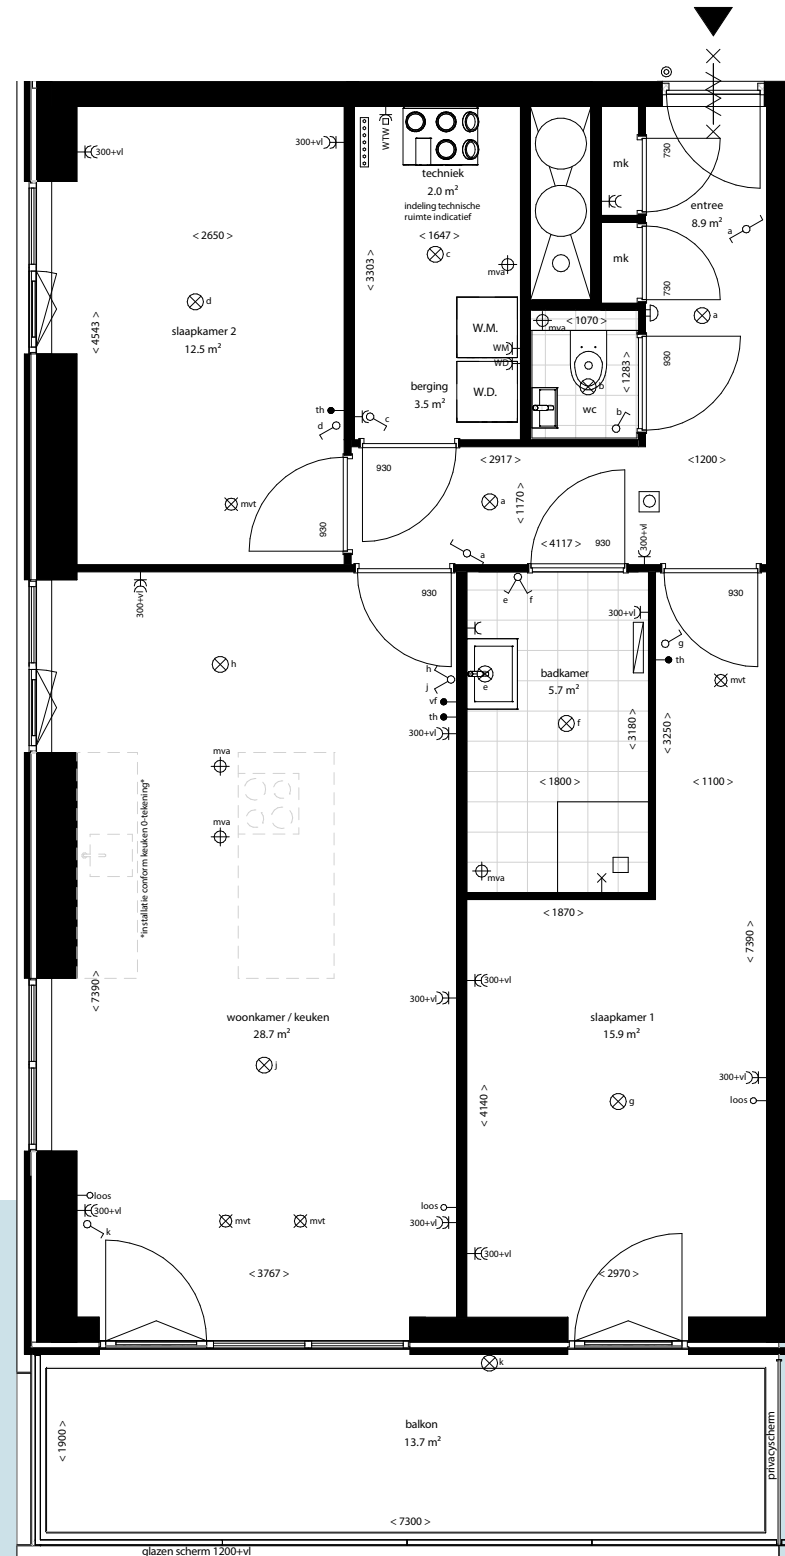 300+vl
300+vl
WLW
techniek
2.0 m²
indeling technische
ruimte indicatief
< 1647 >
c
< 3303 >
mva
mk
730
entree
8.9 m²
a
mk
730
a
< 2650 >
d
slaapkamer 2
12.5 m²
< 4543 >
W.M.
WM
WD
W.D.
berging
3.5 m²
th
d
c
mva
< 1070 >
< 1283 >
b
wc
b
930
930
< 2917 >
<1200 >
mvt
930
a
< 1170 >
< 4117 >
930
300+vl
a
300+vl
930
e
f
300+vl
930
g
th
mvt
h
h
j
e
badkamer
5.7 m²
vf
th
300+vl
f
< 3180 >
< 3250 >
mva
mva
*installatie conform keuken 0-tekening*
< 1800 >
< 1100 >
mva
< 1870 >
< 7390 >
< 7390 >
300+vl
300+vl
woonkamer / keuken
28.7 m²
slaapkamer 1
15.9 m²
j
< 4140 >
g
300+vl
loos
loos
300+vl
k
mvt
mvt
loos
300+vl
300+vl
< 3767 >
< 2970 >
k
balkon
13.7 m²
< 1900 >
privacyscherm
< 7300 >
glazen scherm 1200+vl